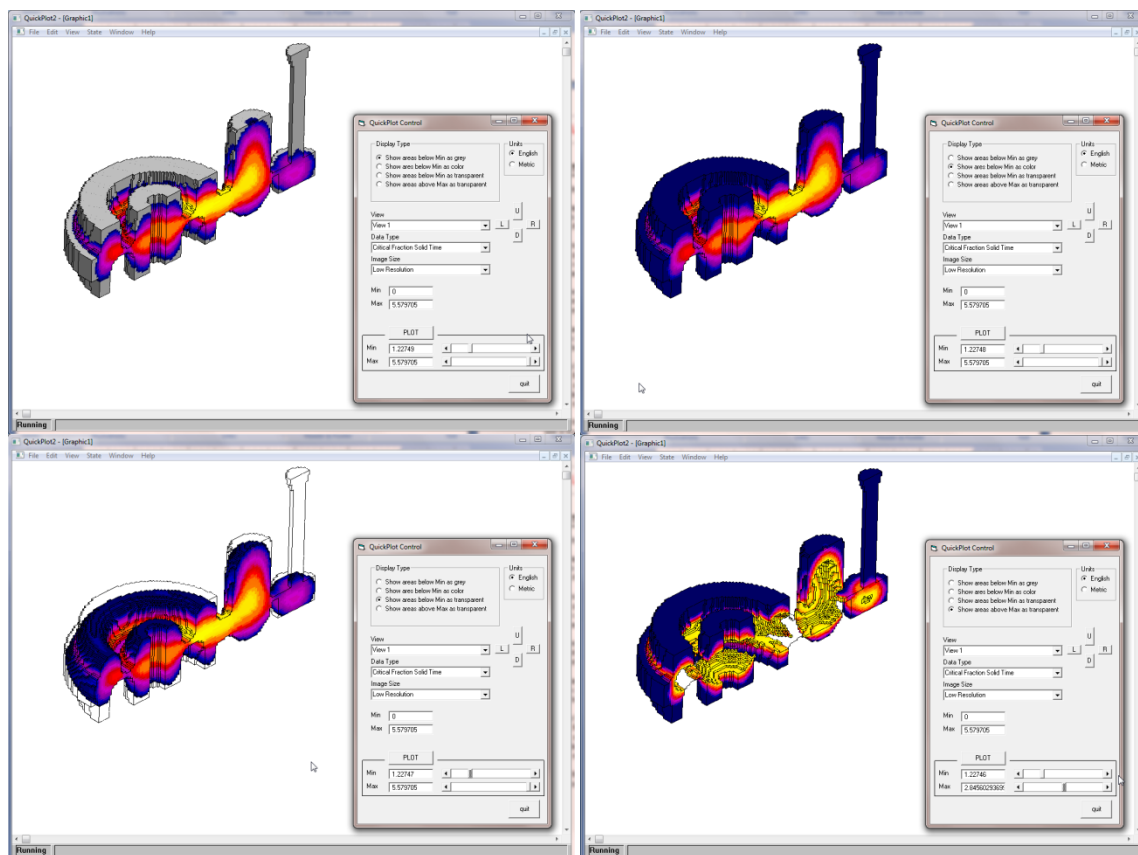 QuickPlot2 - [Graphic1]
File Edit View State Window Help
QuickPlot Control
Display Type
Show areas below Min as grey
Show ares below Min as color
Show areas below Min as transparent
Show areas above Max as transparent
Units
English
Metric
View
View 1
U
L
R
D
Data Type
Critical Fraction Solid Time
Image Size
Low Resolution
Min 0
Max 5.579705
PLOT
Min 1.22749
Max 5.579705
quit
Running
QuickPlot2 - [Graphic1]
File Edit View State Window Help
QuickPlot Control
Display Type
Show areas below Min as grey
Show ares below Min as color
Show areas below Min as transparent
Show areas above Max as transparent
Units
English
Metric
View
View 1
U
L
R
D
Data Type
Critical Fraction Solid Time
Image Size
Low Resolution
Min 0
Max 5.579705
PLOT
Min 1.22748
Max 5.579705
quit
Running
QuickPlot2 - [Graphic1]
File Edit View State Window Help
QuickPlot Control
Display Type
Show areas below Min as grey
Show ares below Min as color
Show areas below Min as transparent
Show areas above Max as transparent
Units
English
Metric
View
View 1
U
L
R
D
Data Type
Critical Fraction Solid Time
Image Size
Low Resolution
Min 0
Max 5.579705
PLOT
Min 1.22747
Max 5.579705
quit
Running
QuickPlot2 - [Graphic1]
File Edit View State Window Help
QuickPlot Control
Display Type
Show areas below Min as grey
Show ares below Min as color
Show areas below Min as transparent
Show areas above Max as transparent
Units
English
Metric
View
View 1
U
L
R
D
Data Type
Critical Fraction Solid Time
Image Size
Low Resolution
Min 0
Max 5.579705
PLOT
Min 1.22746
Max 2.8456029369
quit
Running